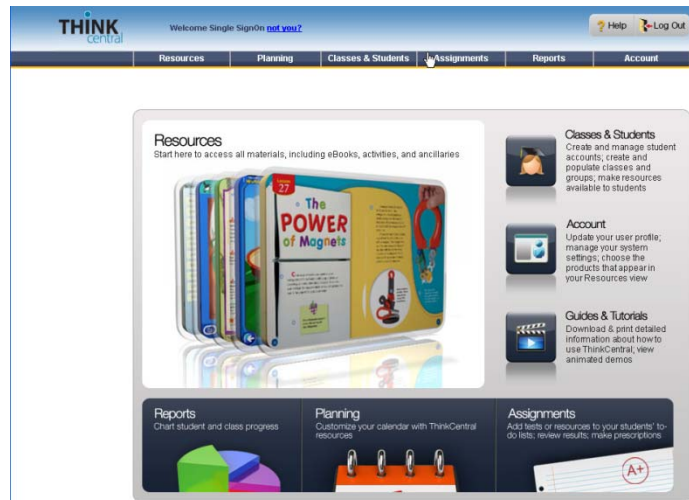 THINK
central
Welcome Single SignOn not you?
Help Log Out
Resources Planning Classes & Students Assignments Reports Account
Resources
Start here to access all materials, including eBooks, activities, and ancillaries
Lesson
27
The
POWER
of Magnets
Classes & Students
Create and manage student
accounts; create and
populate classes and
groups; make resources
available to students
Account
Update your user profile;
manage your system
settings; choose the
products that appear in
your Resources view
Guides & Tutorials
Download & print detailed
information about how to
use ThinkCentral; view
animated demos
Reports
Chart student and class progress
Planning
Customize your calendar with ThinkCentral
resources
Assignments
Add tests or resources to your students' to-
do lists; review results; make prescriptions
A+